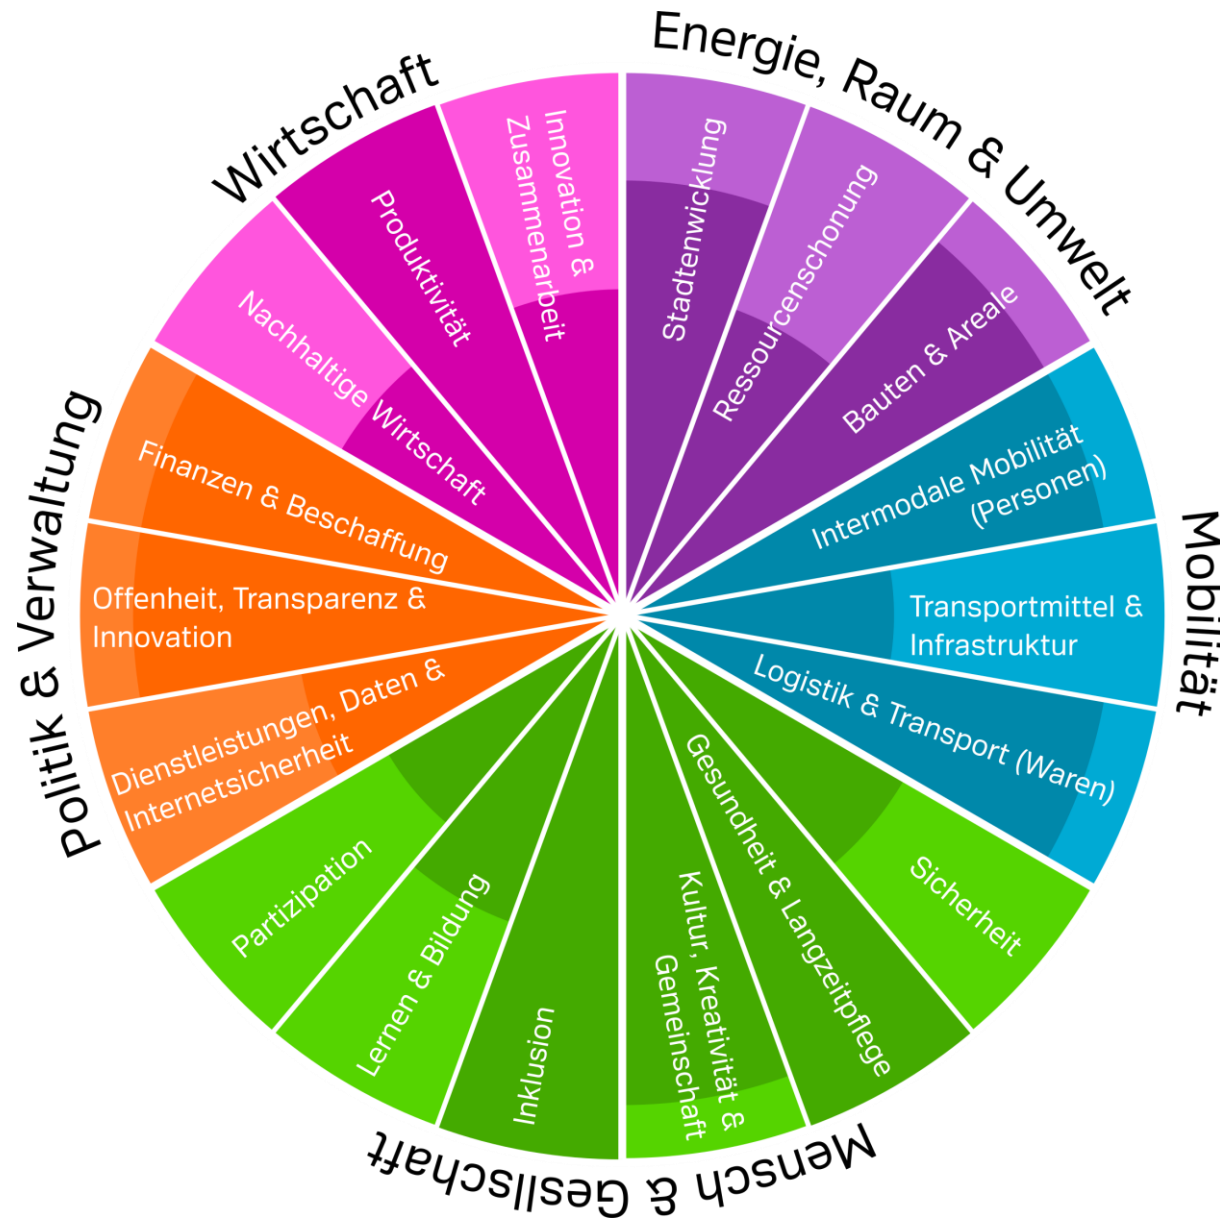 Energie, Raum & Umwelt
Stadtenwicklung
Ressourcenschonung
Bauten & Areale
Mobilität
Intermodale Mobilität
(Personen)
Transportmittel &
Infrastruktur
Logistik & Transport (Waren)
Mensch & Gesllschaft
Sicherheit
Gesundheit & Langzeitpflege
Kultur, Kreativität &
Gemeinschaft
Inklusion
Lernen & Bildung
Partizipation
Politik & Verwaltung
Dienstleistungen, Daten &
Internetsicherheit
Offenheit, Transparenz &
Innovation
Finanzen & Beschaffung
Wirtschaft
Nachhaltige Wirtschaft
Produktivität
Innovation &
Zusammenarbeit